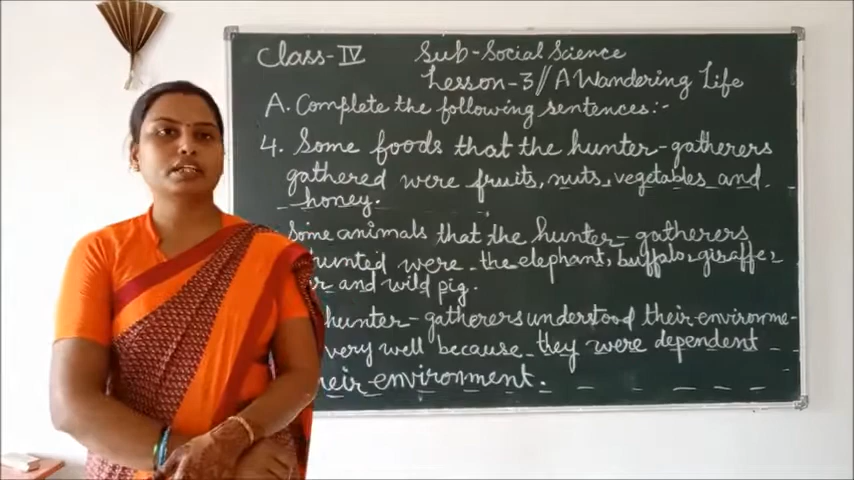 Class-IV Sub-Social Science
Lesson-3//A Wandering Life
A. Complete the following sentences:-
4. Some foods that the hunter-gatherers
gathered were fruits, nuts, vegetables, and
honey.
Some animals that the hunter-gatherers
hunted were the elephant, buffalo, giraffe,
and wild pig.
hunter-gatherers understood their environme-
very well because they were dependent
their environment.